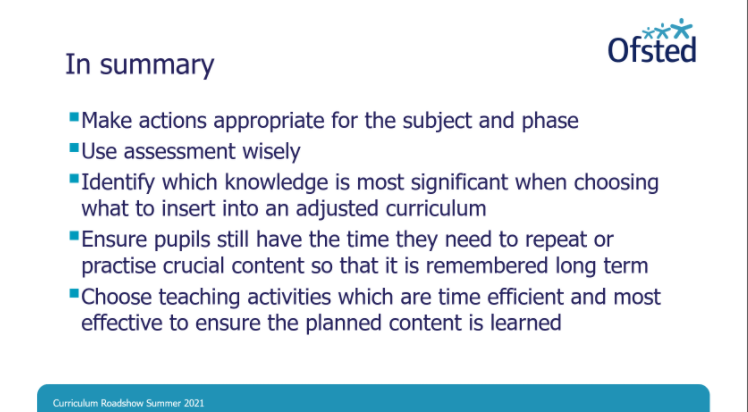 Ofsted
In summary
Make actions appropriate for the subject and phase
Use assessment wisely
Identify which knowledge is most significant when choosing
what to insert into an adjusted curriculum
Ensure pupils still have the time they need to repeat or
practise crucial content so that it is remembered long term
Choose teaching activities which are time efficient and most
effective to ensure the planned content is learned
Curriculum Roadshow Summer 2021